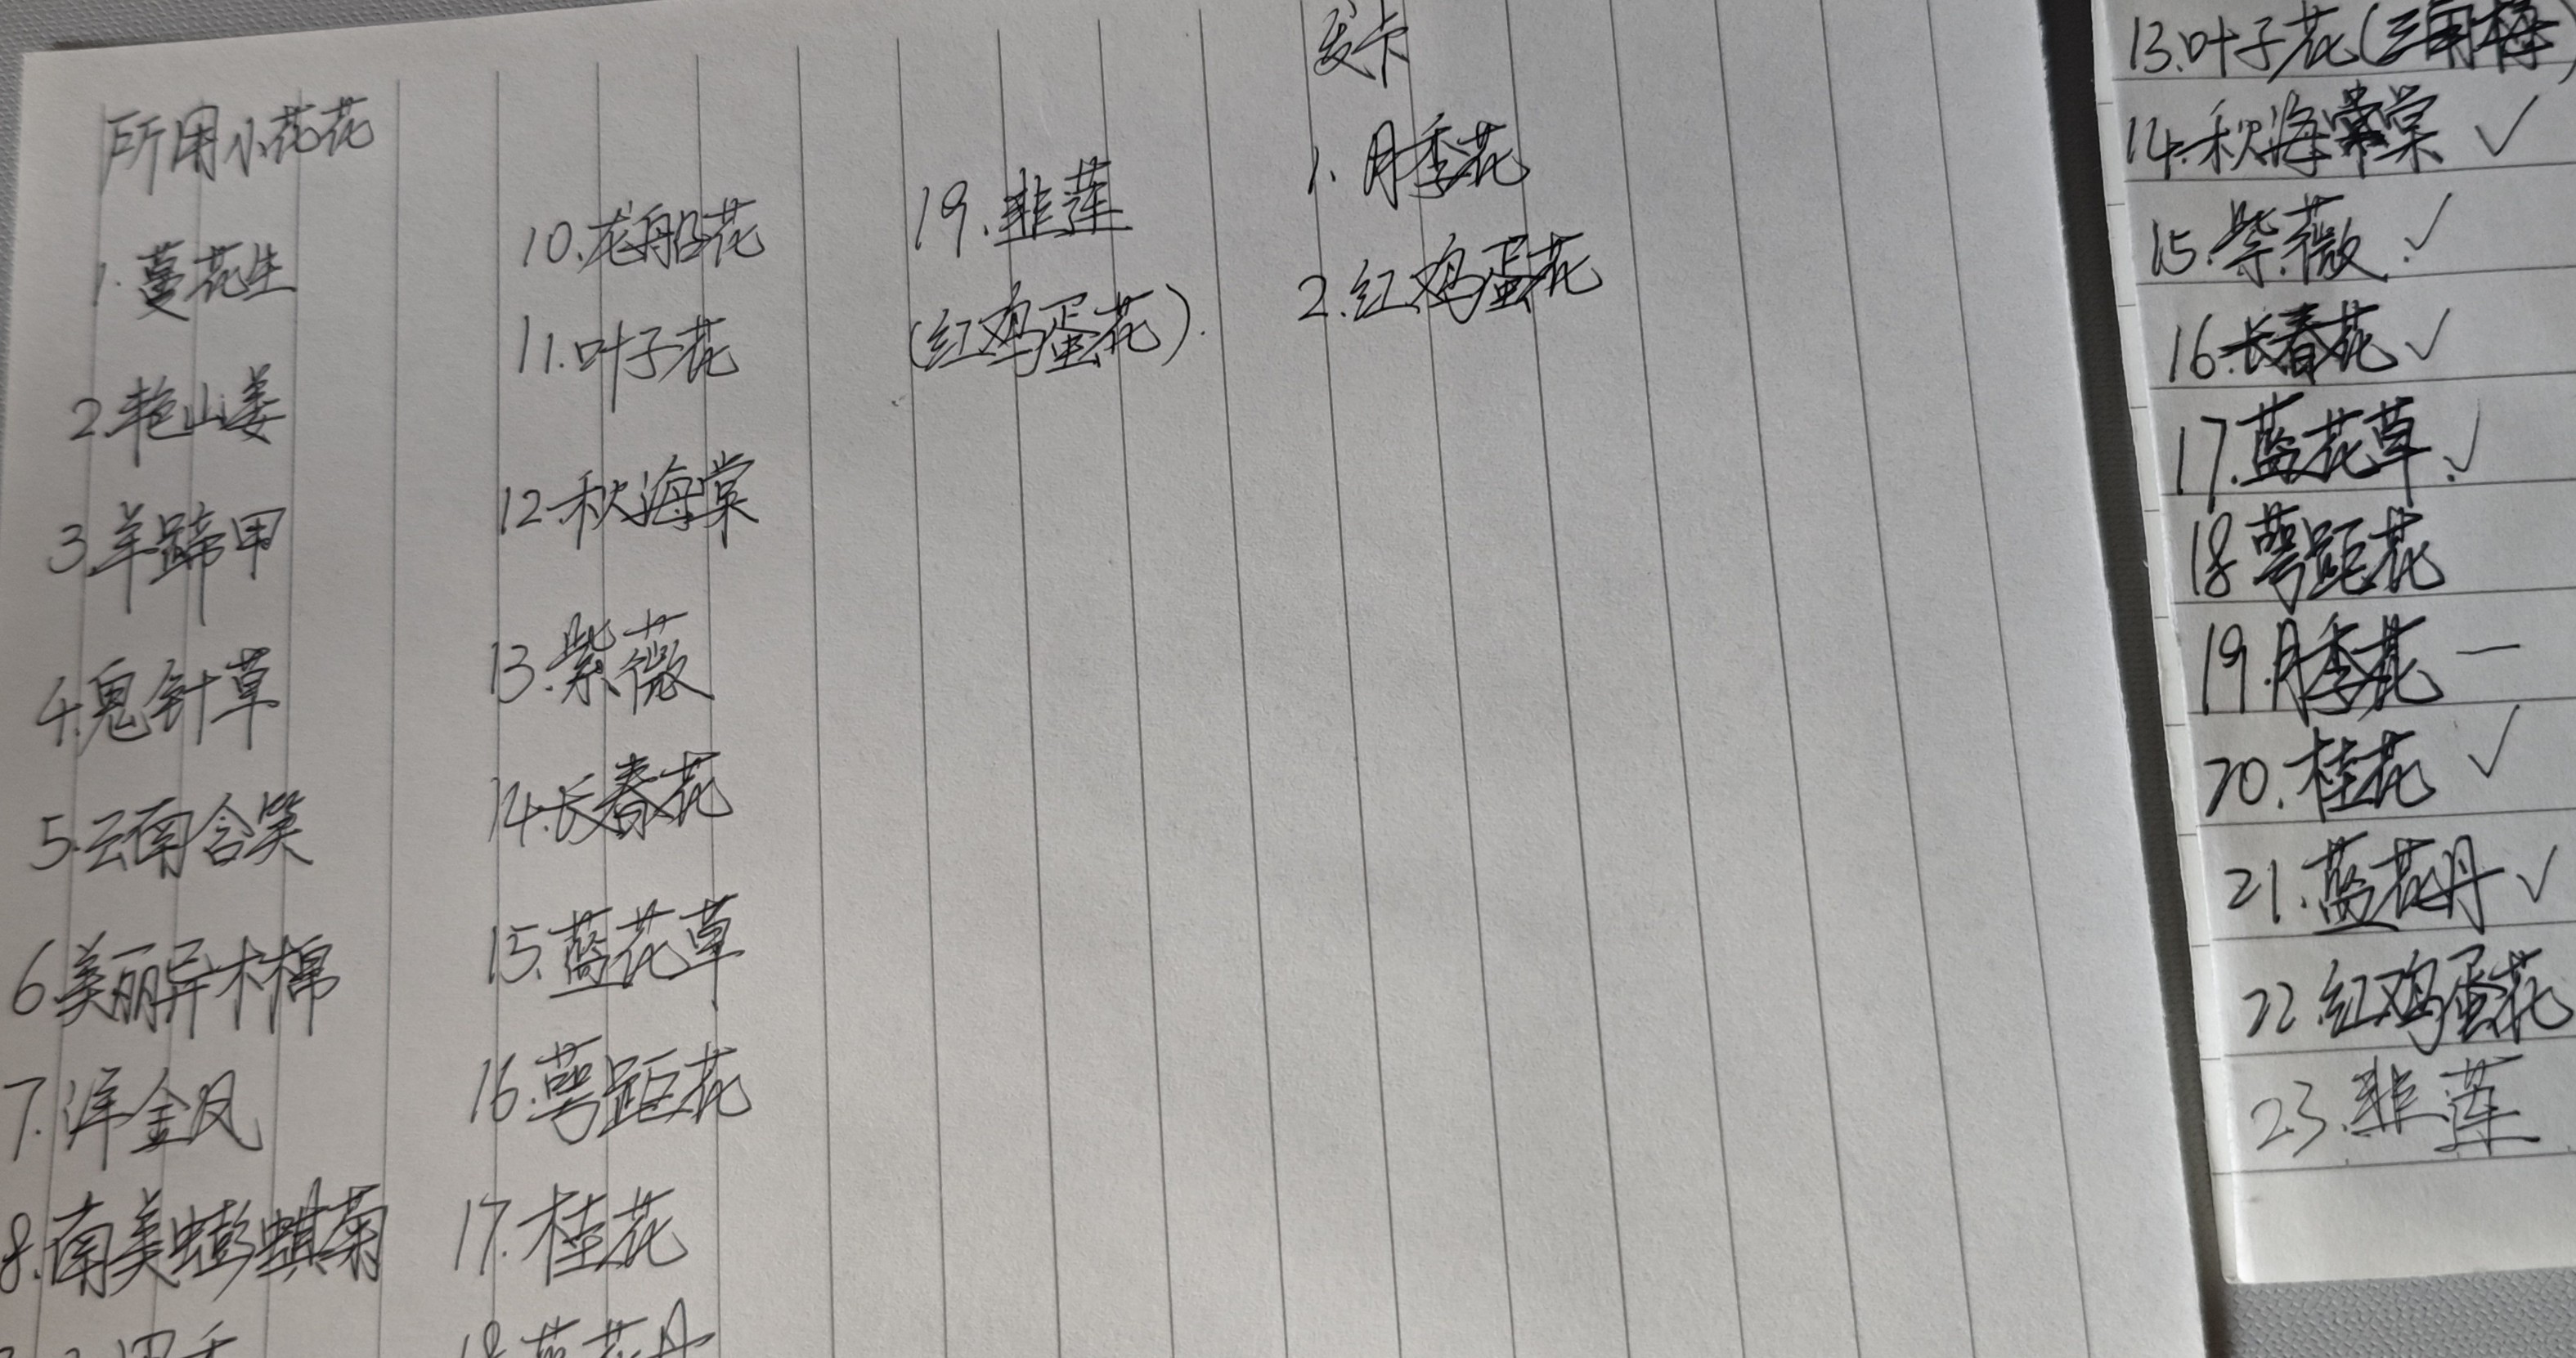 所用小花花
1.蔓花生
2.艳山姜
3.羊蹄甲
4.鬼针草
5.云南含笑
6.美丽异木棉
7.洋金凤
8.南美蟛蜞菊
10.龙船花
11.叶子花
12.秋海棠
13.紫薇
14.长春花
15.蓝花草
16.萼距花
17.桂花
18.蓝花丹
19.韭莲
(红鸡蛋花).
发卡
1.月季花
2.红鸡蛋花
13.叶子花(三角梅)
14.秋海棠 ✓
15.紫薇.✓
16.长春花✓
17.蓝花草.✓
18萼距花
19.月季花 一
20.桂花 ✓
21.蓝花丹 ✓
22.红鸡蛋花
23.韭莲